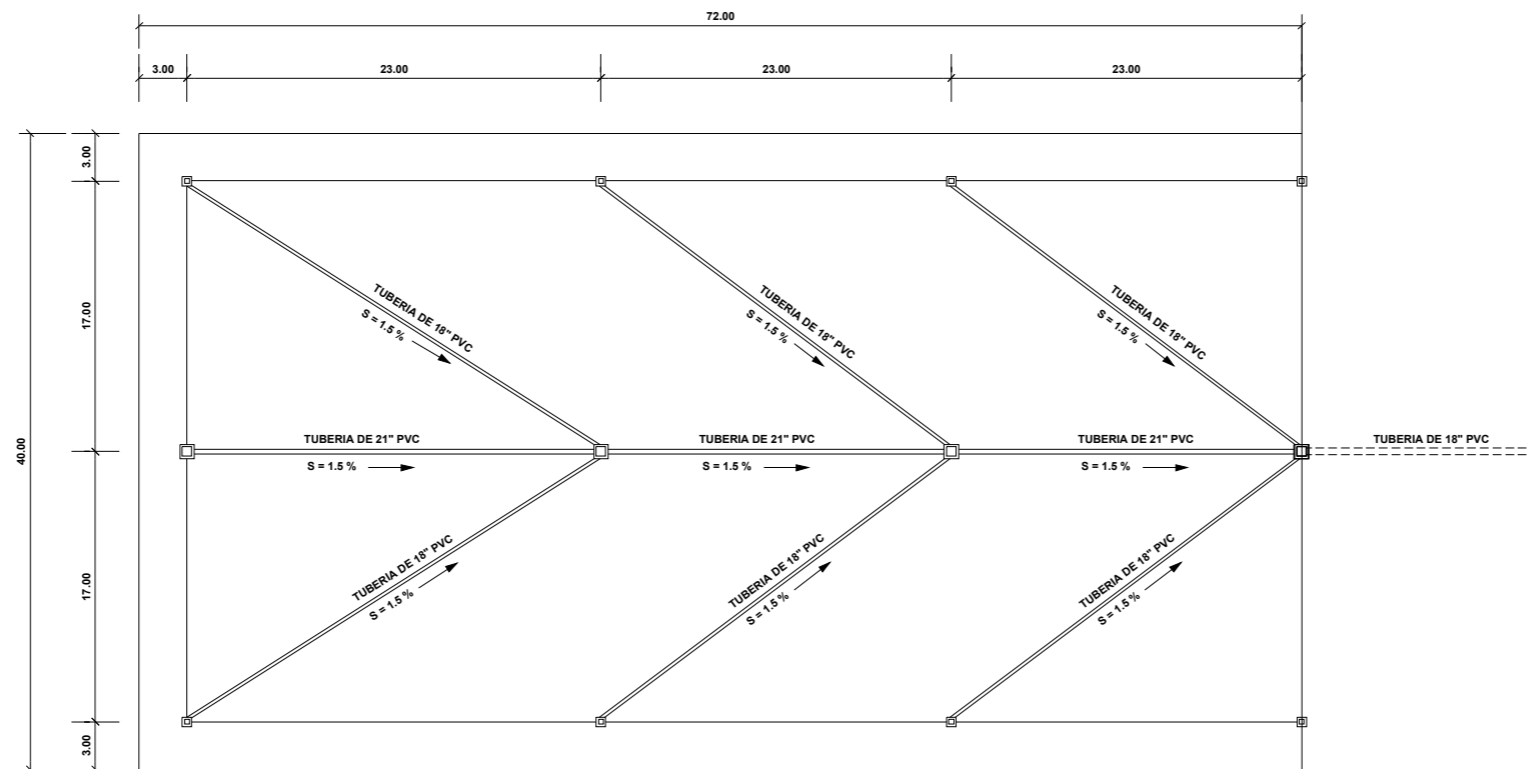 72.00
3.00
23.00
23.00
23.00
3.00
17.00
40.00
17.00
3.00
TUBERIA DE 18" PVC
S = 1.5 %
TUBERIA DE 18" PVC
S = 1.5 %
TUBERIA DE 18" PVC
S = 1.5 %
TUBERIA DE 21" PVC
S = 1.5 %
TUBERIA DE 21" PVC
S = 1.5 %
TUBERIA DE 21" PVC
S = 1.5 %
TUBERIA DE 18" PVC
TUBERIA DE 18" PVC
S = 1.5 %
TUBERIA DE 18" PVC
S = 1.5 %
TUBERIA DE 18" PVC
S = 1.5 %